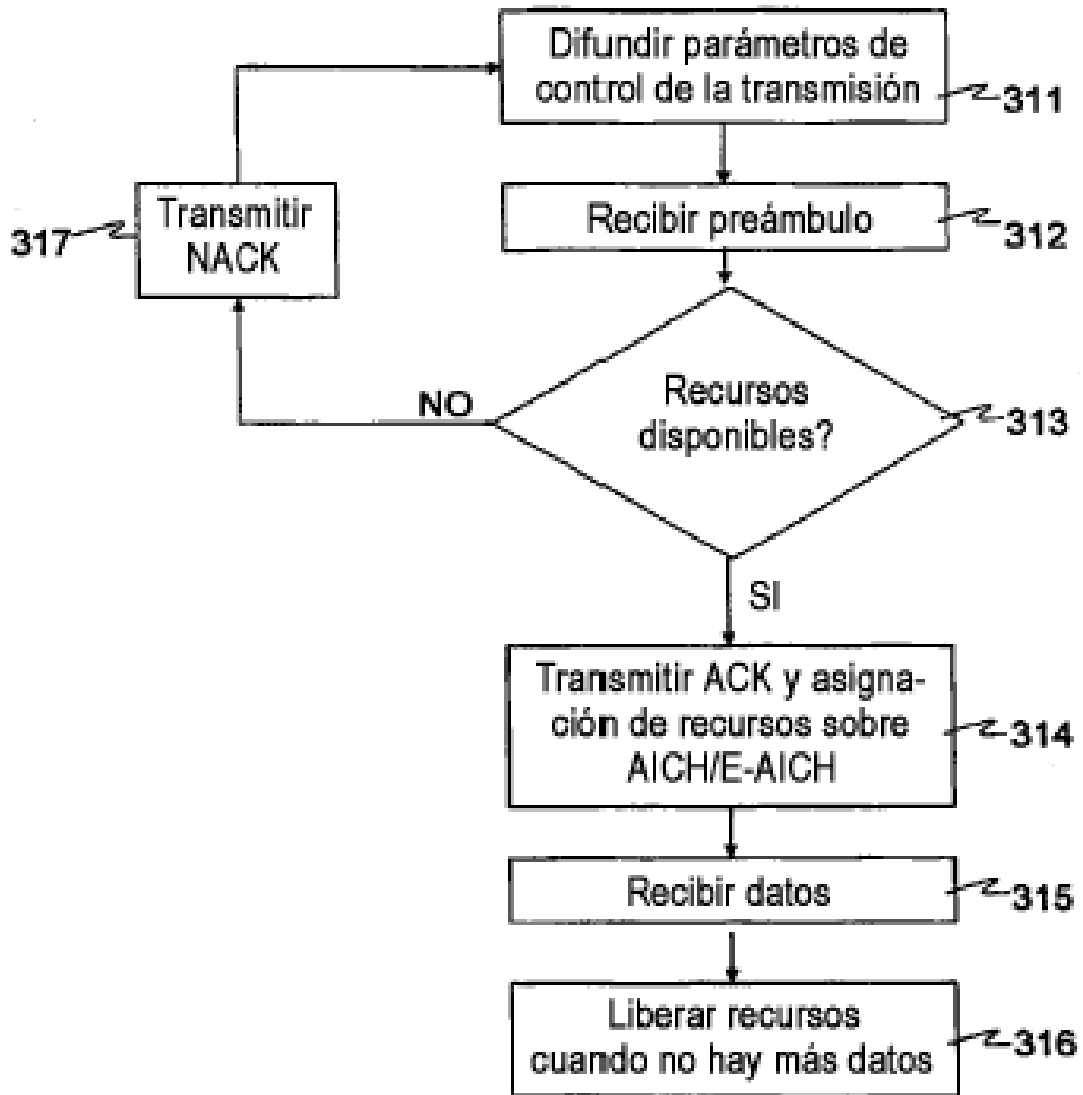 Difundir parámetros de
control de la transmisión
311
Transmitir
NACK
317
Recibir preámbulo
312
NO
Recursos
disponibles?
313
SI
Transmitir ACK y asigna-
ción de recursos sobre
AICH/E-AICH
314
Recibir datos
315
Liberar recursos
cuando no hay más datos
316